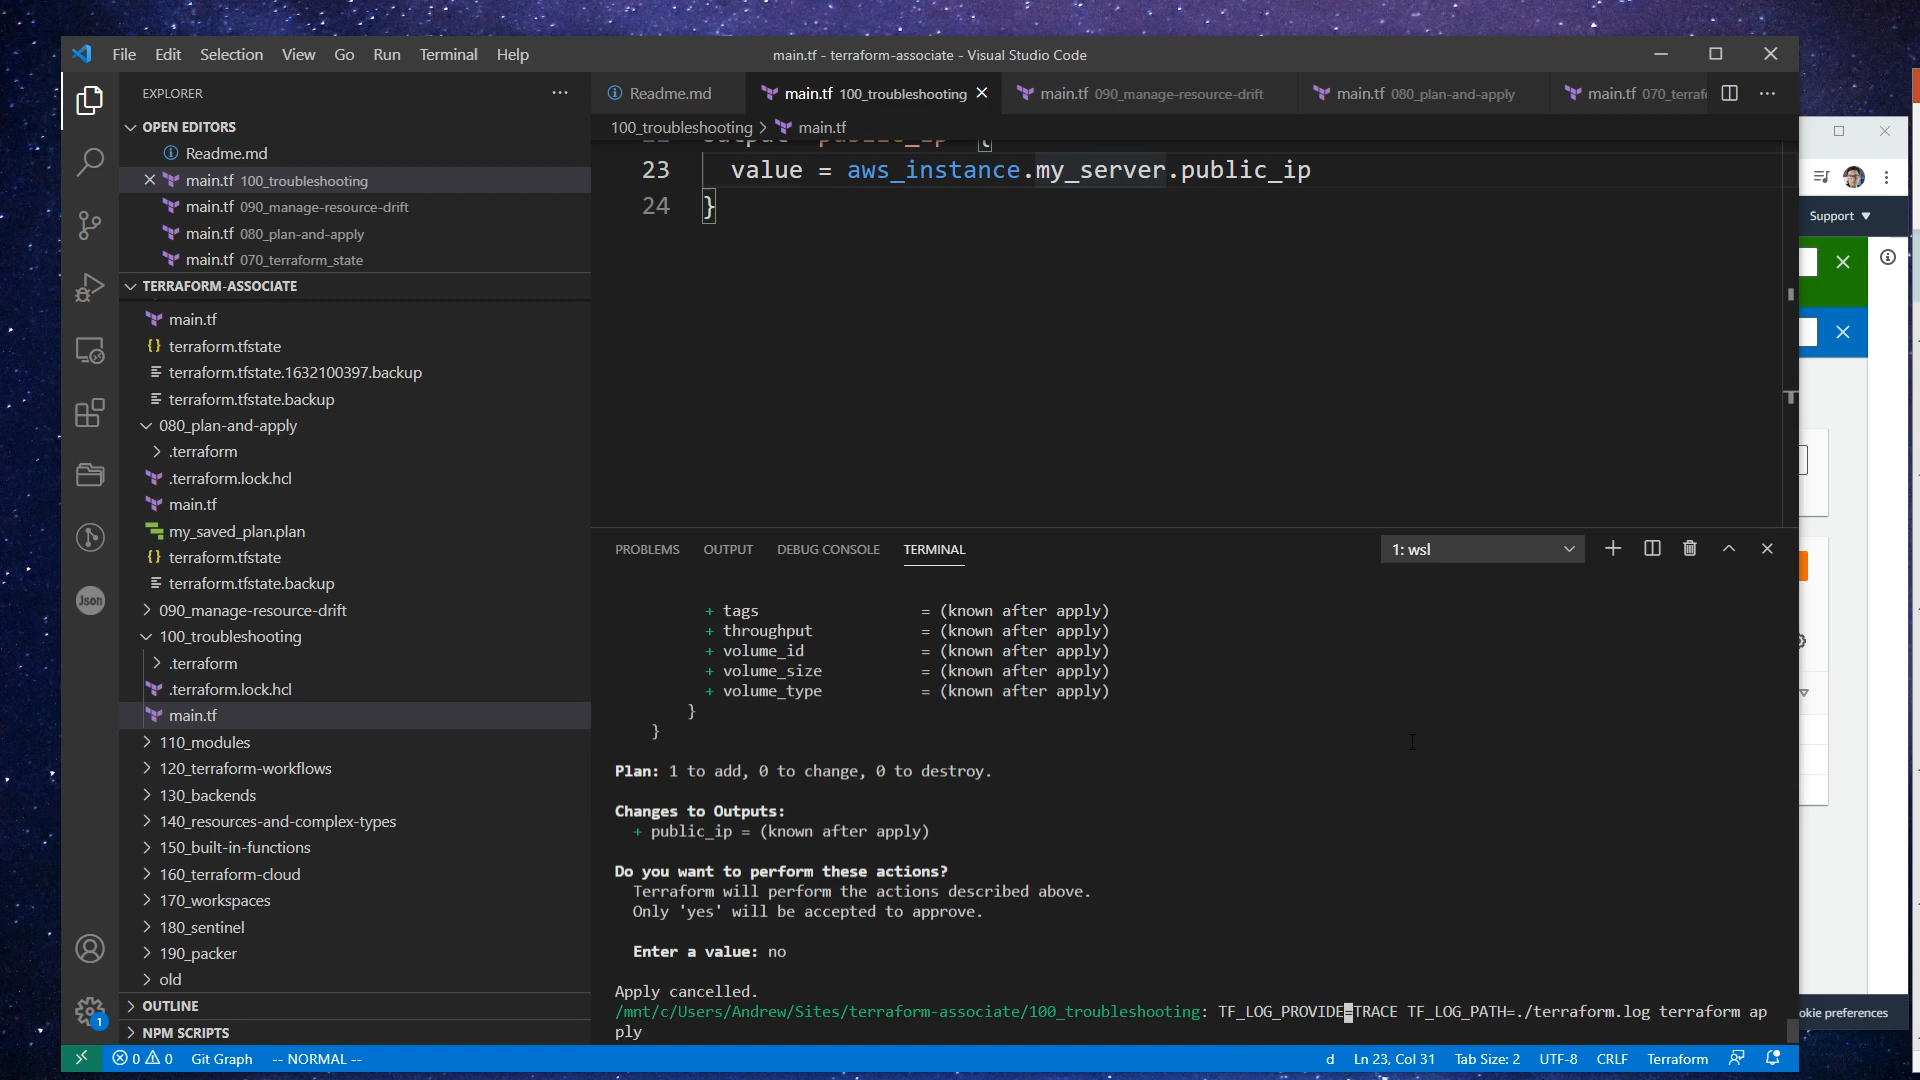 File Edit Selection View Go Run Terminal Help
main.tf - terraform-associate - Visual Studio Code
EXPLORER
OPEN EDITORS
Readme.md
main.tf 100_troubleshooting
main.tf 090_manage-resource-drift
main.tf 080_plan-and-apply
main.tf 070_terraform_state
TERRAFORM-ASSOCIATE
main.tf
terraform.tfstate
terraform.tfstate.1632100397.backup
terraform.tfstate.backup
080_plan-and-apply
.terraform
.terraform.lock.hcl
main.tf
my_saved_plan.plan
terraform.tfstate
terraform.tfstate.backup
090_manage-resource-drift
100_troubleshooting
.terraform
.terraform.lock.hcl
main.tf
110_modules
120_terraform-workflows
130_backends
140_resources-and-complex-types
150_built-in-functions
160_terraform-cloud
170_workspaces
180_sentinel
190_packer
old
OUTLINE
NPM SCRIPTS
Json
1
Readme.md
main.tf 100_troubleshooting
main.tf 090_manage-resource-drift
main.tf 080_plan-and-apply
main.tf 070_terraf
100_troubleshooting > main.tf
23 value = aws_instance.my_server.public_ip
24 }
PROBLEMS OUTPUT DEBUG CONSOLE TERMINAL
1: wsl
+ tags = (known after apply)
+ throughput = (known after apply)
+ volume_id = (known after apply)
+ volume_size = (known after apply)
+ volume_type = (known after apply)
}
}
Plan: 1 to add, 0 to change, 0 to destroy.
Changes to Outputs:
+ public_ip = (known after apply)
Do you want to perform these actions?
Terraform will perform the actions described above.
Only 'yes' will be accepted to approve.
Enter a value: no
Apply cancelled.
/mnt/c/Users/Andrew/Sites/terraform-associate/100_troubleshooting: TF_LOG_PROVIDE=TRACE TF_LOG_PATH=./terraform.log terraform ap
ply
0 0 Git Graph -- NORMAL --
d Ln 23, Col 31 Tab Size: 2 UTF-8 CRLF Terraform
Support
okie preferences